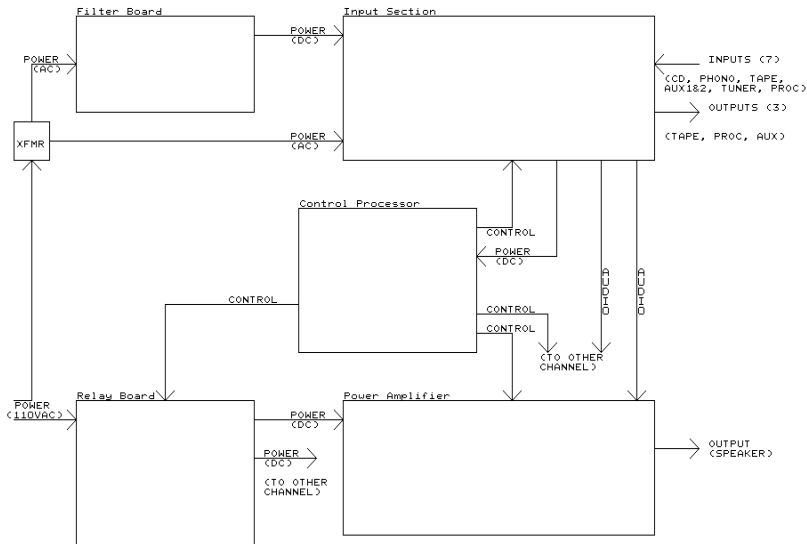 Filter Board
Input Section
POWER
(DC)
POWER
(AC)
INPUTS (7)
(CD, PHONO, TAPE,
AUX1&2, TUNER, PROC)
OUTPUTS (3)
(TAPE, PROC, AUX)
XFMR
POWER
(AC)
Control Processor
CONTROL
POWER
(DC)
AUDIO
AUDIO
CONTROL
CONTROL
CONTROL
(TO OTHER
CHANNEL)
POWER
(110VAC)
Relay Board
Power Amplifier
POWER
(DC)
POWER
(DC)
(TO OTHER
CHANNEL)
OUTPUT
(SPEAKER)